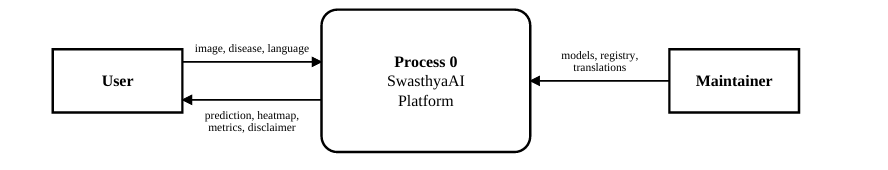 image, disease, language
User
prediction, heatmap,
metrics, disclaimer
Process 0
SwasthyaAI
Platform
models, registry,
translations
Maintainer